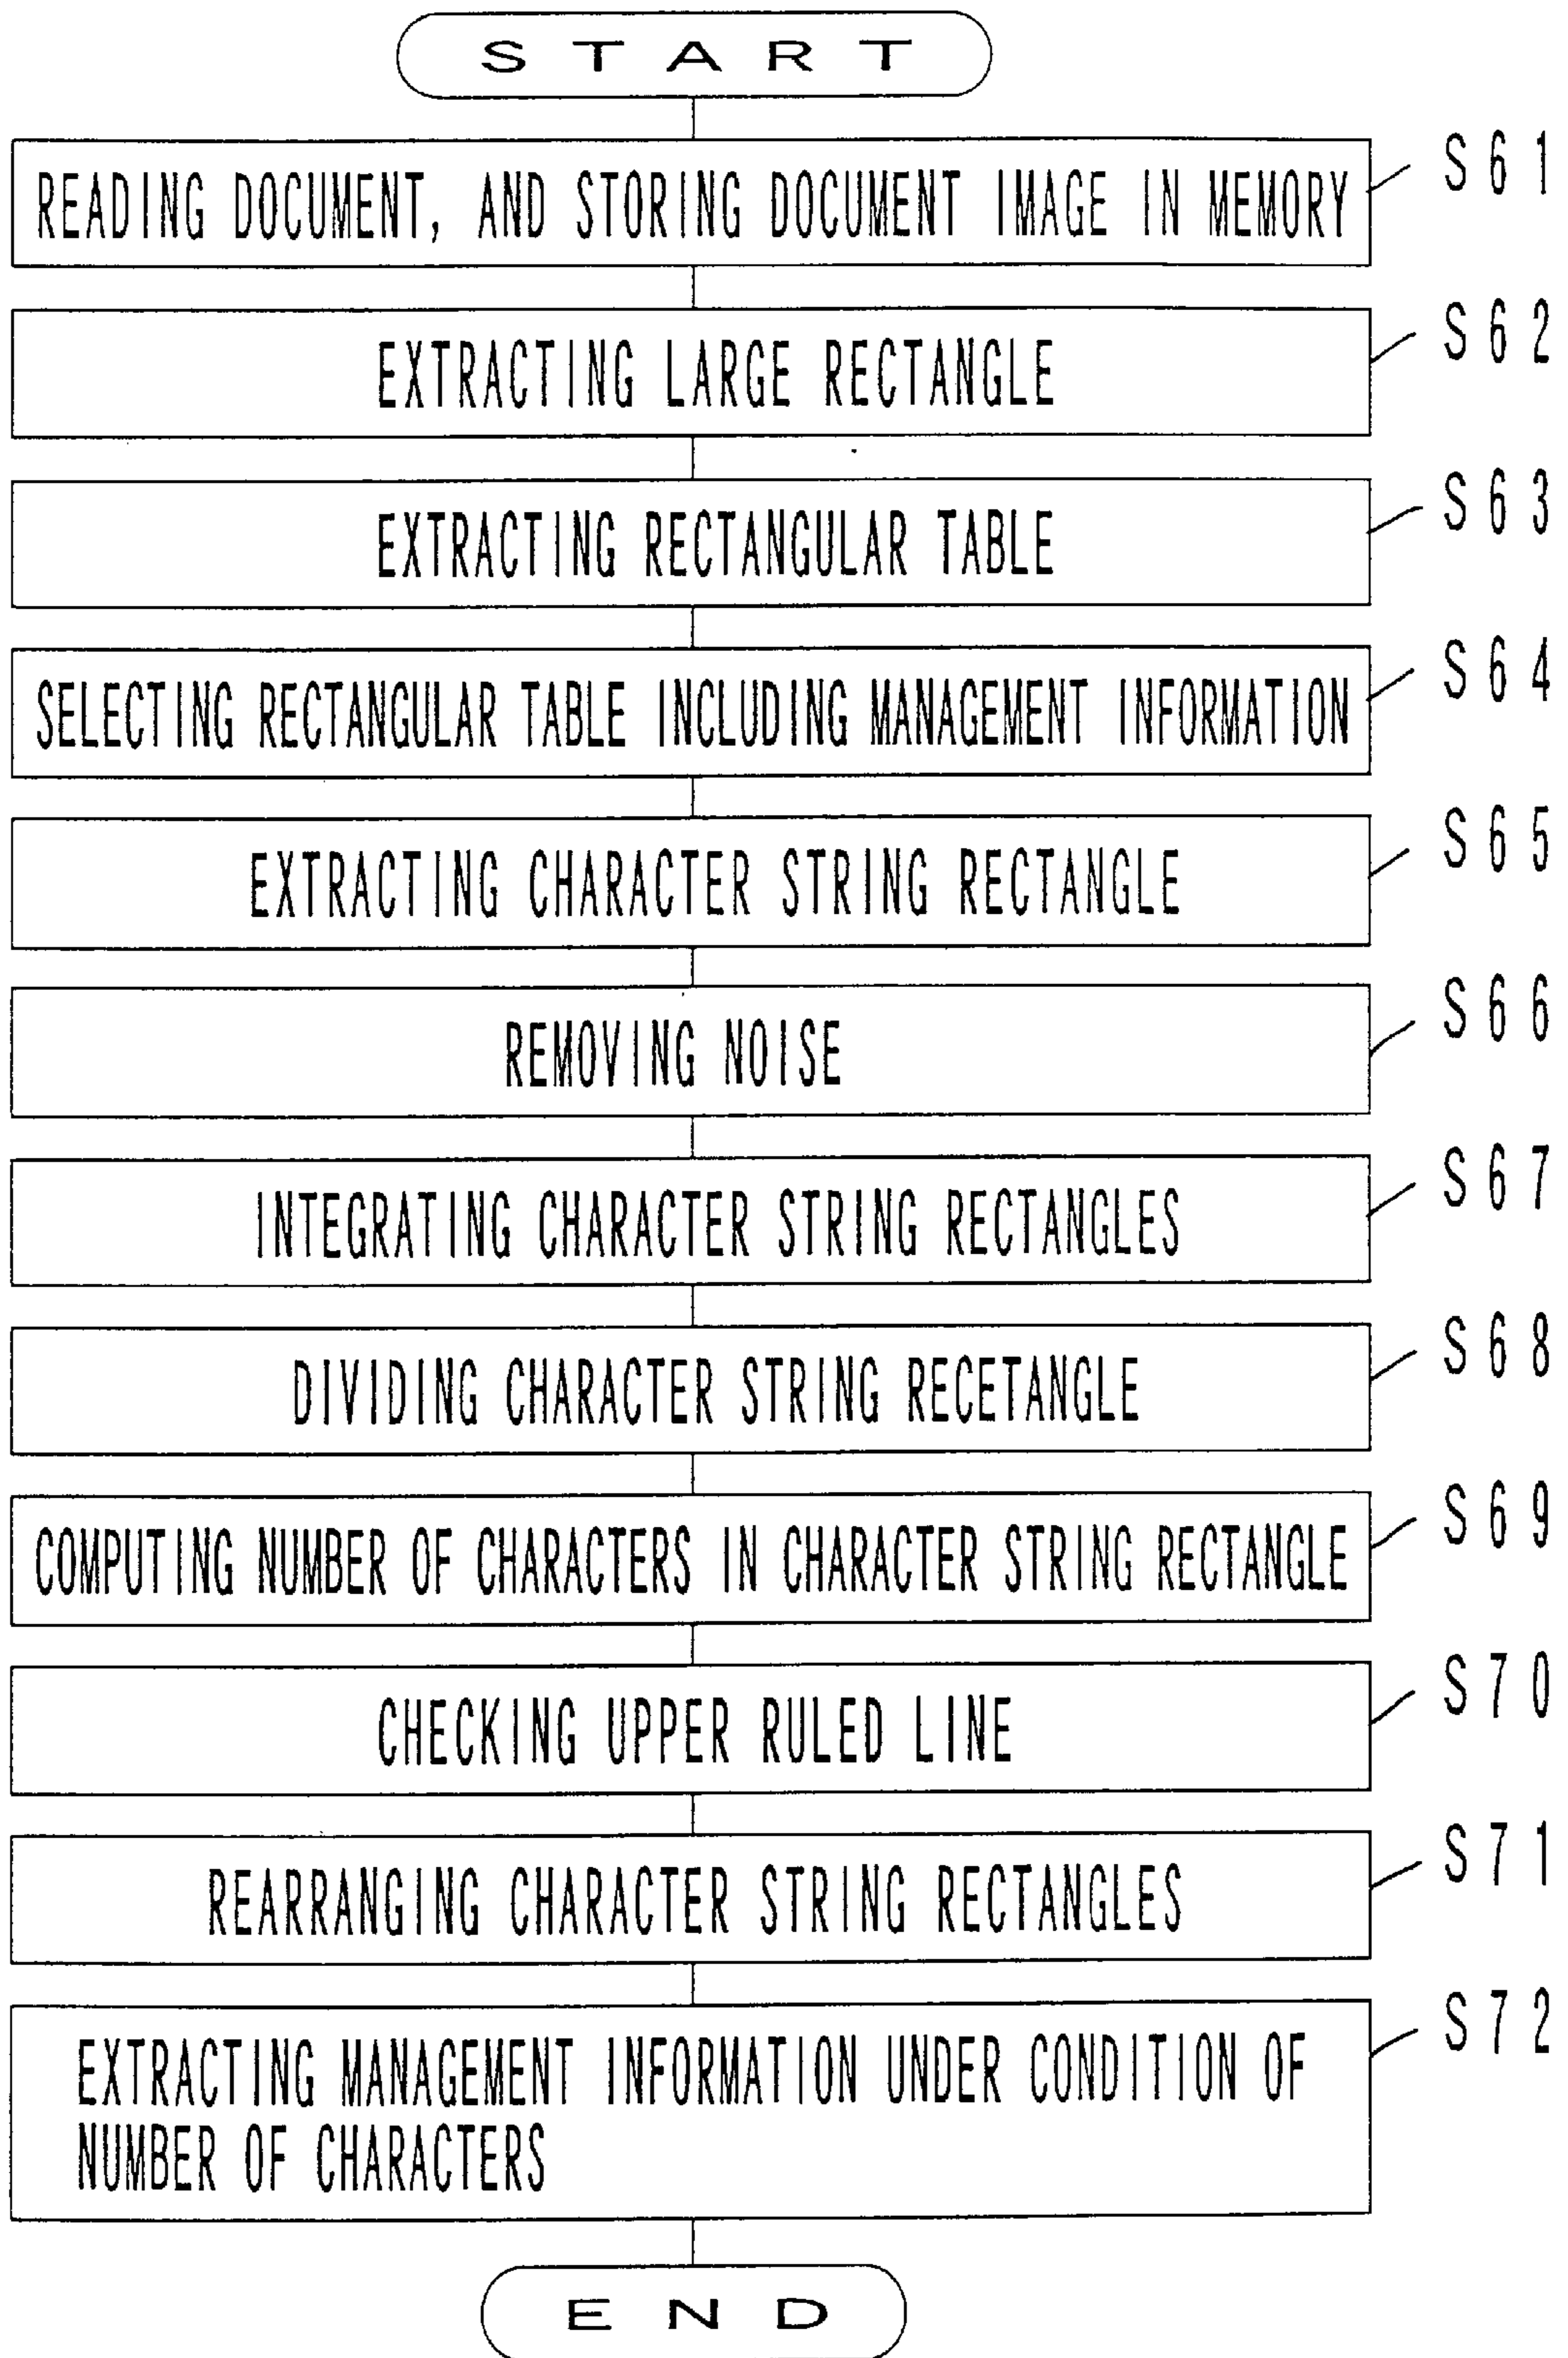 START
READING DOCUMENT, AND STORING DOCUMENT IMAGE IN MEMORY
S61
EXTRACTING LARGE RECTANGLE
S62
EXTRACTING RECTANGULAR TABLE
S63
SELECTING RECTANGULAR TABLE INCLUDING MANAGEMENT INFORMATION
S64
EXTRACTING CHARACTER STRING RECTANGLE
S65
REMOVING NOISE
S66
INTEGRATING CHARACTER STRING RECTANGLES
S67
DIVIDING CHARACTER STRING RECETANGLE
S68
COMPUTING NUMBER OF CHARACTERS IN CHARACTER STRING RECTANGLE
S69
CHECKING UPPER RULED LINE
S70
REARRANGING CHARACTER STRING RECTANGLES
S71
EXTRACTING MANAGEMENT INFORMATION UNDER CONDITION OF
NUMBER OF CHARACTERS
S72
END